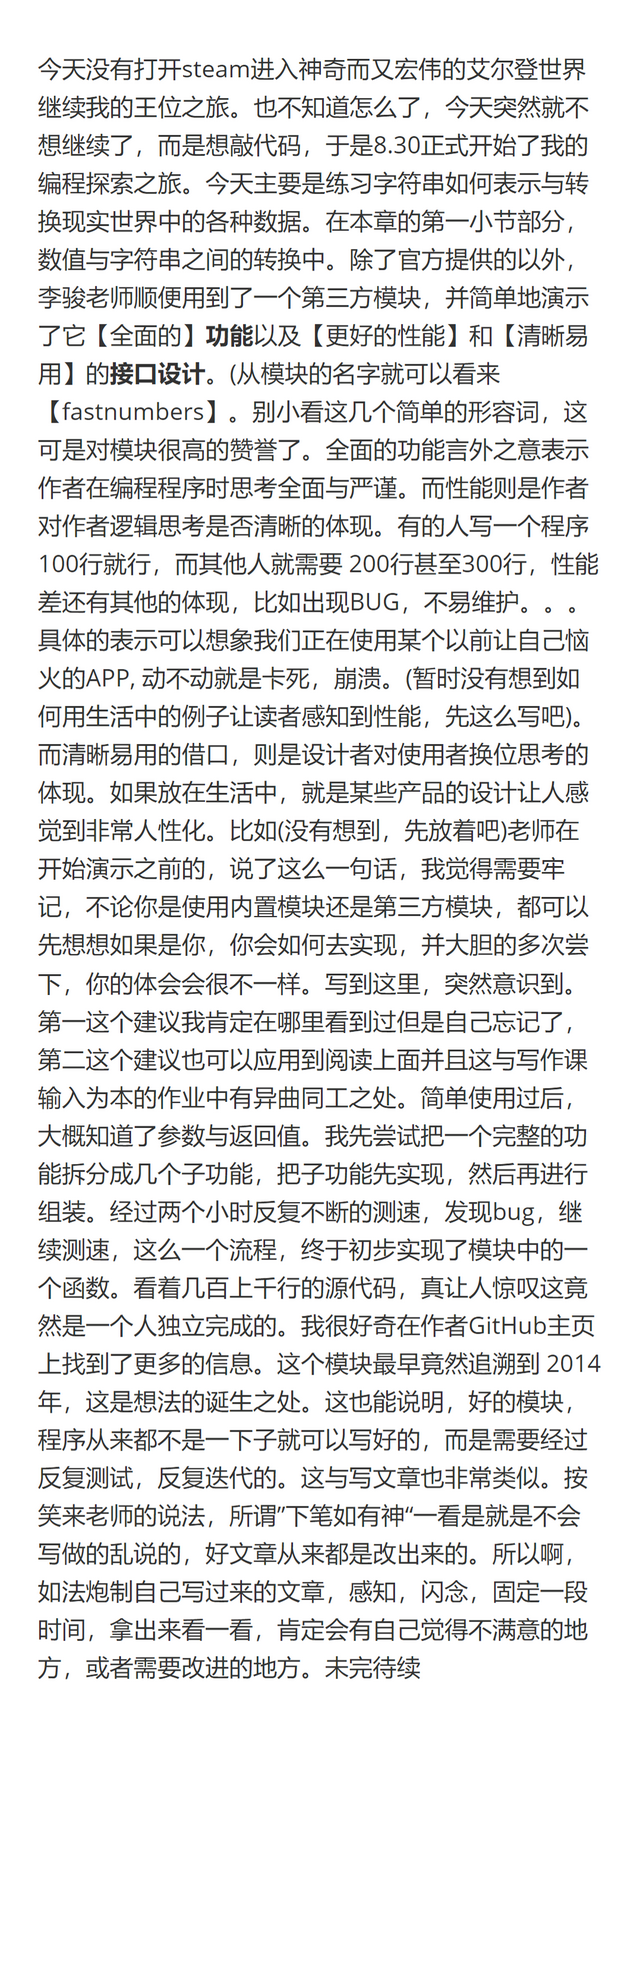 今天没有打开steam进入神奇而又宏伟的艾尔登世界
继续我的王位之旅。也不知道怎么了，今天突然就不
想继续了，而是想敲代码，于是8.30正式开始了我的
编程探索之旅。今天主要是练习字符串如何表示与转
换现实世界中的各种数据。在本章的第一小节部分，
数值与字符串之间的转换中。除了官方提供的以外，
李骏老师顺便用到了一个第三方模块，并简单地演示
了它【全面的】功能以及【更好的性能】和【清晰易
用】的接口设计。(从模块的名字就可以看来
【fastnumbers】。别小看这几个简单的形容词，这
可是对模块很高的赞誉了。全面的功能言外之意表示
作者在编程程序时思考全面与严谨。而性能则是作者
对作者逻辑思考是否清晰的体现。有的人写一个程序
100行就行，而其他人就需要 200行甚至300行，性能
差还有其他的体现，比如出现BUG，不易维护。。。
具体的表示可以想象我们正在使用某个以前让自己恼
火的APP, 动不动就是卡死，崩溃。(暂时没有想到如
何用生活中的例子让读者感知到性能，先这么写吧)。
而清晰易用的借口，则是设计者对使用者换位思考的
体现。如果放在生活中，就是某些产品的设计让人感
觉到非常人性化。比如(没有想到，先放着吧)老师在
开始演示之前的，说了这么一句话，我觉得需要牢
记，不论你是使用内置模块还是第三方模块，都可以
先想想如果是你，你会如何去实现，并大胆的多次尝
下，你的体会会很不一样。写到这里，突然意识到。
第一这个建议我肯定在哪里看到过但是自己忘记了，
第二这个建议也可以应用到阅读上面并且这与写作课
输入为本的作业中有异曲同工之处。简单使用过后，
大概知道了参数与返回值。我先尝试把一个完整的功
能拆分成几个子功能，把子功能先实现，然后再进行
组装。经过两个小时反复不断的测速，发现bug，继
续测速，这么一个流程，终于初步实现了模块中的一
个函数。看着几百上千行的源代码，真让人惊叹这竟
然是一个人独立完成的。我很好奇在作者GitHub主页
上找到了更多的信息。这个模块最早竟然追溯到 2014
年，这是想法的诞生之处。这也能说明，好的模块，
程序从来都不是一下子就可以写好的，而是需要经过
反复测试，反复迭代的。这与写文章也非常类似。按
笑来老师的说法，所谓”下笔如有神“一看是就是不会
写做的乱说的，好文章从来都是改出来的。所以啊，
如法炮制自己写过来的文章，感知，闪念，固定一段
时间，拿出来看一看，肯定会有自己觉得不满意的地
方，或者需要改进的地方。未完待续